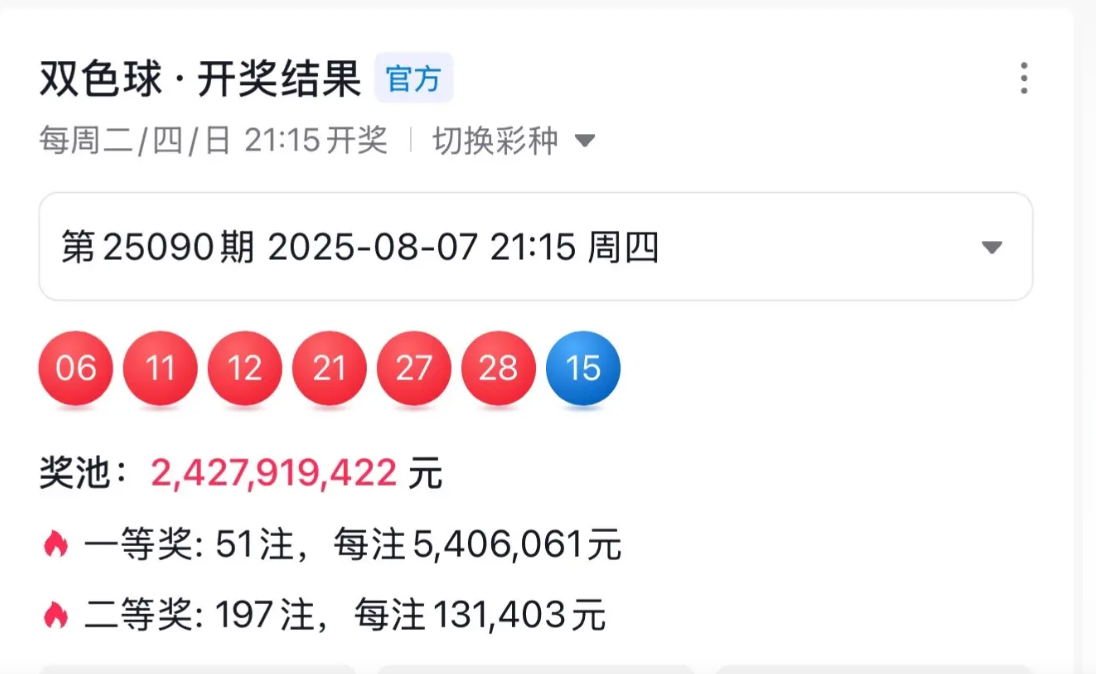 双色球 · 开奖结果 官方
每周二/四/日 21:15开奖 | 切换彩种
第25090期 2025-08-07 21:15 周四
06 11 12 21 27 28 15
奖池：2,427,919,422 元
一等奖: 51注，每注5,406,061元
二等奖: 197注，每注131,403元